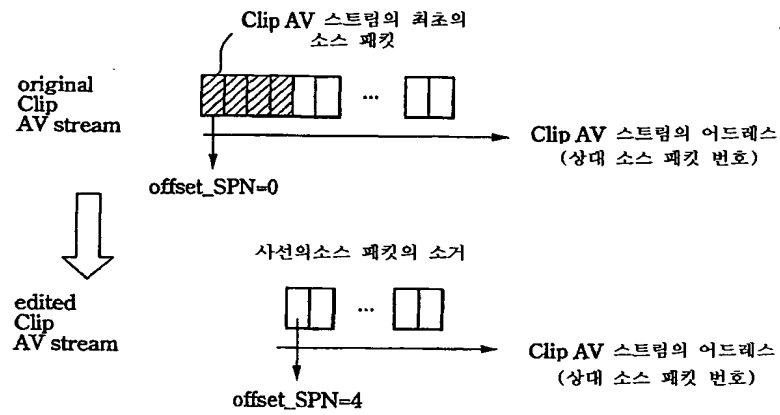 Clip AV 스트림의 최초의
소스 패킷
original
Clip
AV stream
...
Clip AV 스트림의 어드레스
(상대 소스 패킷 번호)
offset_SPN=0
사선의소스 패킷의 소거
edited
Clip
AV stream
...
Clip AV 스트림의 어드레스
(상대 소스 패킷 번호)
offset_SPN=4